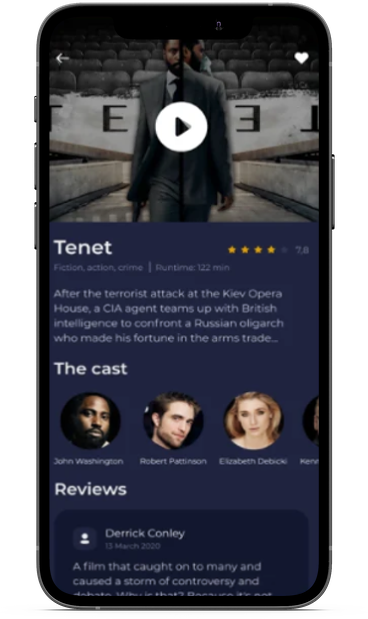 TE ET
Tenet
7,8
Fiction, action, crime | Runtime: 122 min
After the terrorist attack at the Kiev Opera
House, a CIA agent teams up with British
intelligence to confront a Russian oligarch
who made his fortune in the arms trade...
The cast
John Washington Robert Pattinson Elizabeth Debicki Kenn
Reviews
Derrick Conley
13 March 2020
A film that caught on to many and
caused a storm of controversy and
debate. Why is that? Because it's not